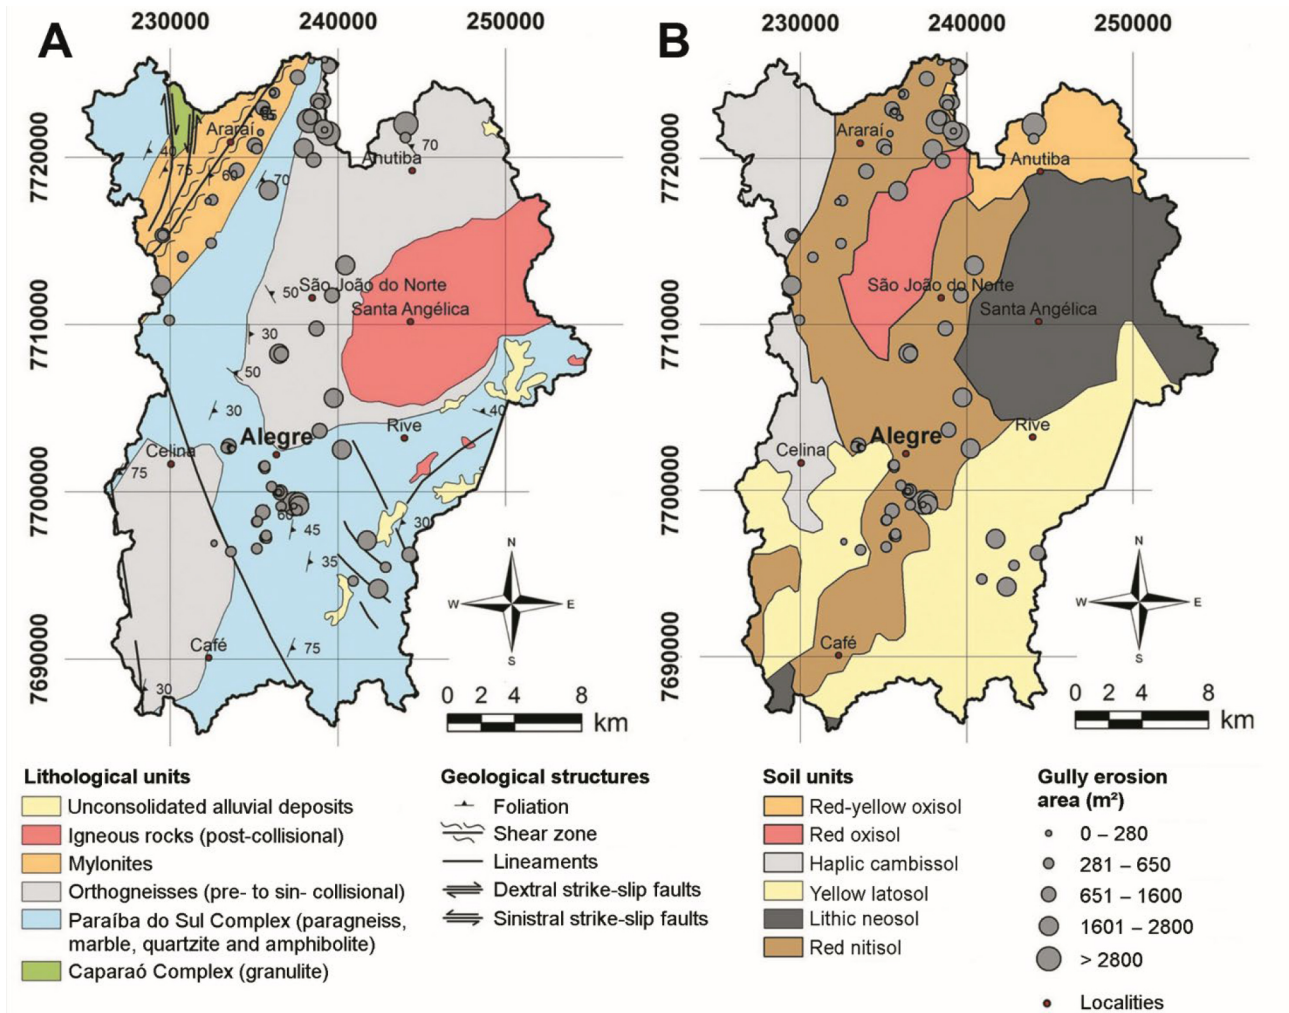 A
230000
240000
250000
B
230000
240000
250000
7720000
7710000
7700000
7690000
Araraí
85
40
75
60
70
70
Anutiba
50
São João do Norte
Santa Angélica
30
50
30
40
Alegre
Rive
Celina
75
60
45
30
35
Café
75
30
N
W
E
S
0 2 4 8
km
7720000
7710000
7700000
7690000
Araraí
Anutiba
São João do Norte
Santa Angélica
Alegre
Rive
Celina
Café
N
W
E
S
0 2 4 8
km
Lithological units
Unconsolidated alluvial deposits
Igneous rocks (post-collisional)
Mylonites
Orthogneisses (pre- to sin- collisional)
Paraíba do Sul Complex (paragneiss,
marble, quartzite and amphibolite)
Caparaó Complex (granulite)
Geological structures
Foliation
Shear zone
Lineaments
Dextral strike-slip faults
Sinistral strike-slip faults
Soil units
Red-yellow oxisol
Red oxisol
Haplic cambissol
Yellow latosol
Lithic neosol
Red nitisol
Gully erosion
area (m²)
0 – 280
281 – 650
651 – 1600
1601 – 2800
> 2800
Localities